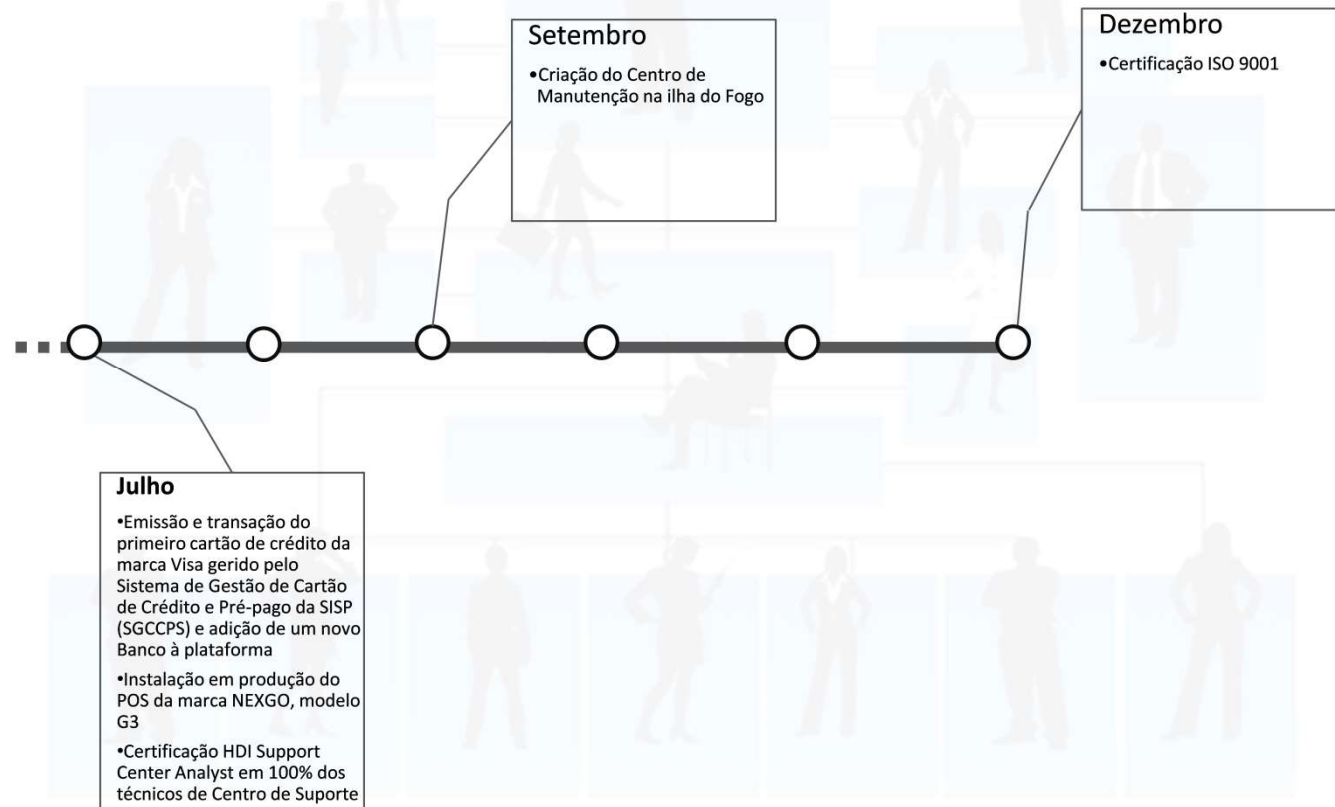 Setembro
•Criação do Centro de
Manutenção na ilha do Fogo
Dezembro
•Certificação ISO 9001
Julho
•Emissão e transação do
primeiro cartão de crédito da
marca Visa gerido pelo
Sistema de Gestão de Cartão
de Crédito e Pré-pago da SISP
(SGCCPS) e adição de um novo
Banco à plataforma
•Instalação em produção do
POS da marca NEXGO, modelo
G3
•Certificação HDI Support
Center Analyst em 100% dos
técnicos de Centro de Suporte